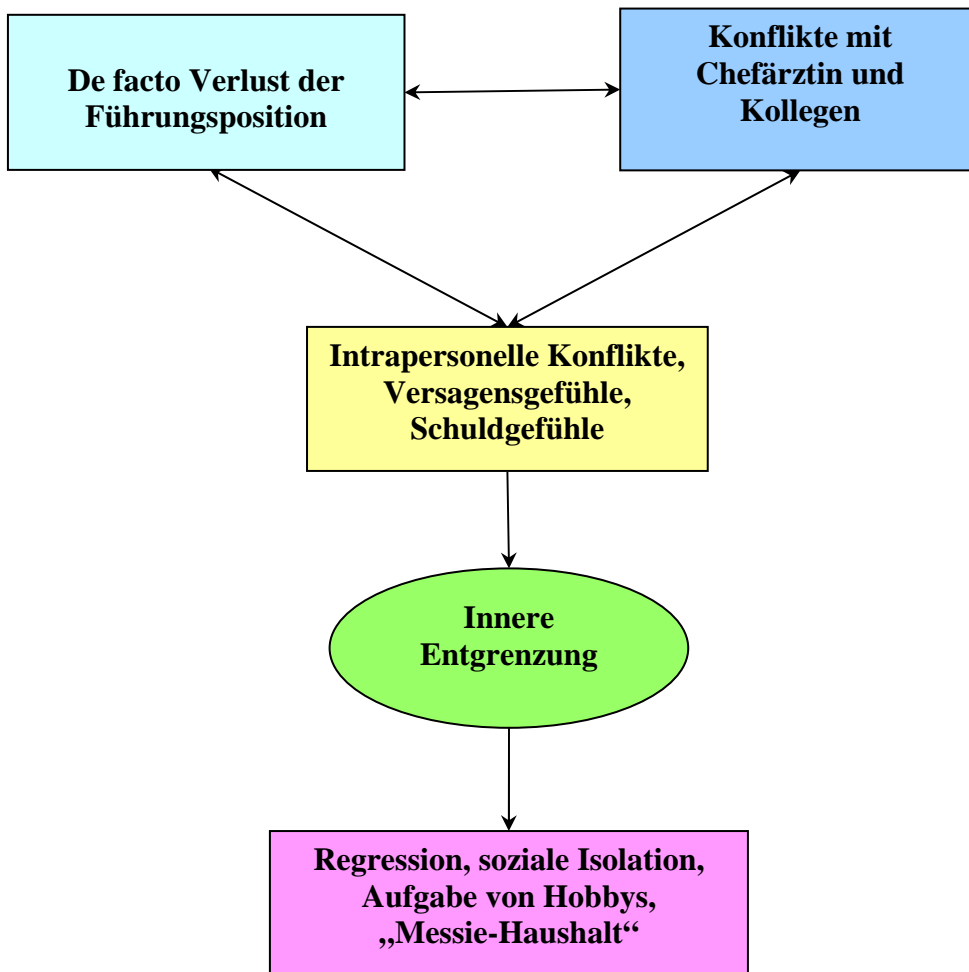 De facto Verlust der
Führungsposition
Konflikte mit
Chefärztin und
Kollegen
Intrapersonelle Konflikte,
Versagensgefühle,
Schuldgefühle
Innere
Entgrenzung
Regression, soziale Isolation,
Aufgabe von Hobbys,
„Messie-Haushalt“